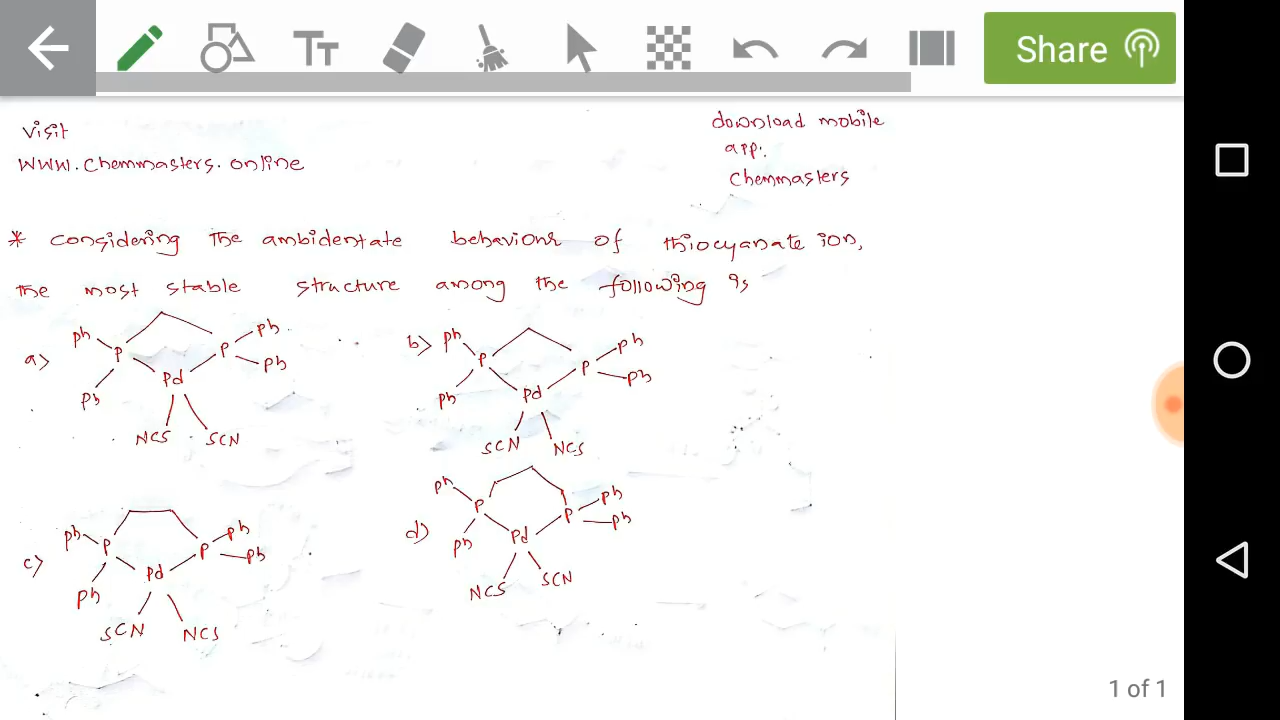 Share
Visit
www.chemmasters.online
download mobile
app:
chemmasters
* considering the ambidentate behaviour of thiocyanate ion,
the most stable structure among the following is
a)
Ph
P
P
Ph
Ph
Ph
Pd
NCS SCN
b)
Ph
P
P
Ph
Ph
Ph
Pd
SCN NCS
c)
Ph
P
P
Ph
Ph
Ph
Pd
SCN NCS
d)
Ph
P
P
Ph
Ph
Ph
Pd
NCS SCN
1 of 1